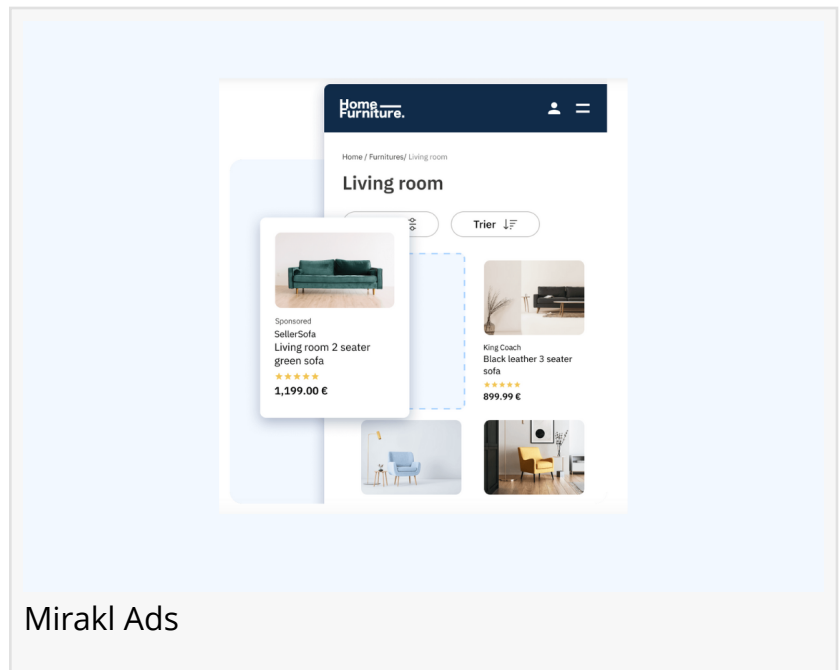 Home
Furniture.
Home / Furnitures/ Living room
Living room
Trier
Sponsored
SellerSofa
Living room 2 seater
green sofa
1,199.00 €
King Coach
Black leather 3 seater
sofa
899.99 €
Mirakl Ads